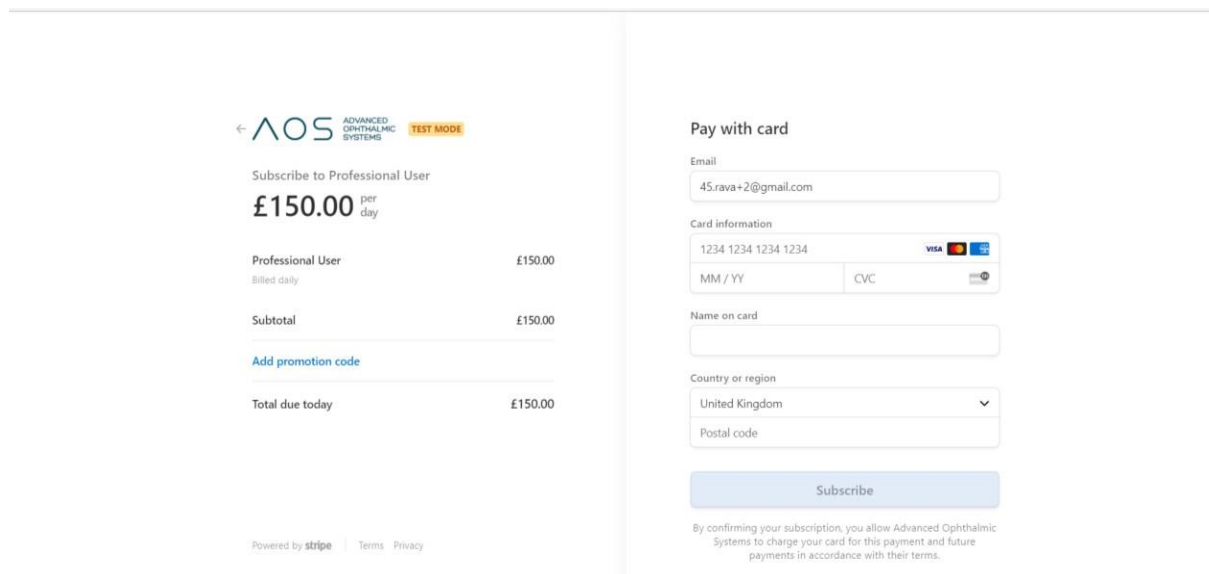 AOS ADVANCED
OPHTHALMIC
SYSTEMS
TEST MODE
Subscribe to Professional User
£150.00 per
day
Professional User £150.00
Billed daily
Subtotal £150.00
Add promotion code
Total due today £150.00
Powered by stripe Terms Privacy
Pay with card
Email
45.rava+2@gmail.com
Card information
1234 1234 1234 1234 VISA
MM / YY CVC
Name on card
Country or region
United Kingdom
Postal code
Subscribe
By confirming your subscription, you allow Advanced Ophthalmic
Systems to charge your card for this payment and future
payments in accordance with their terms.